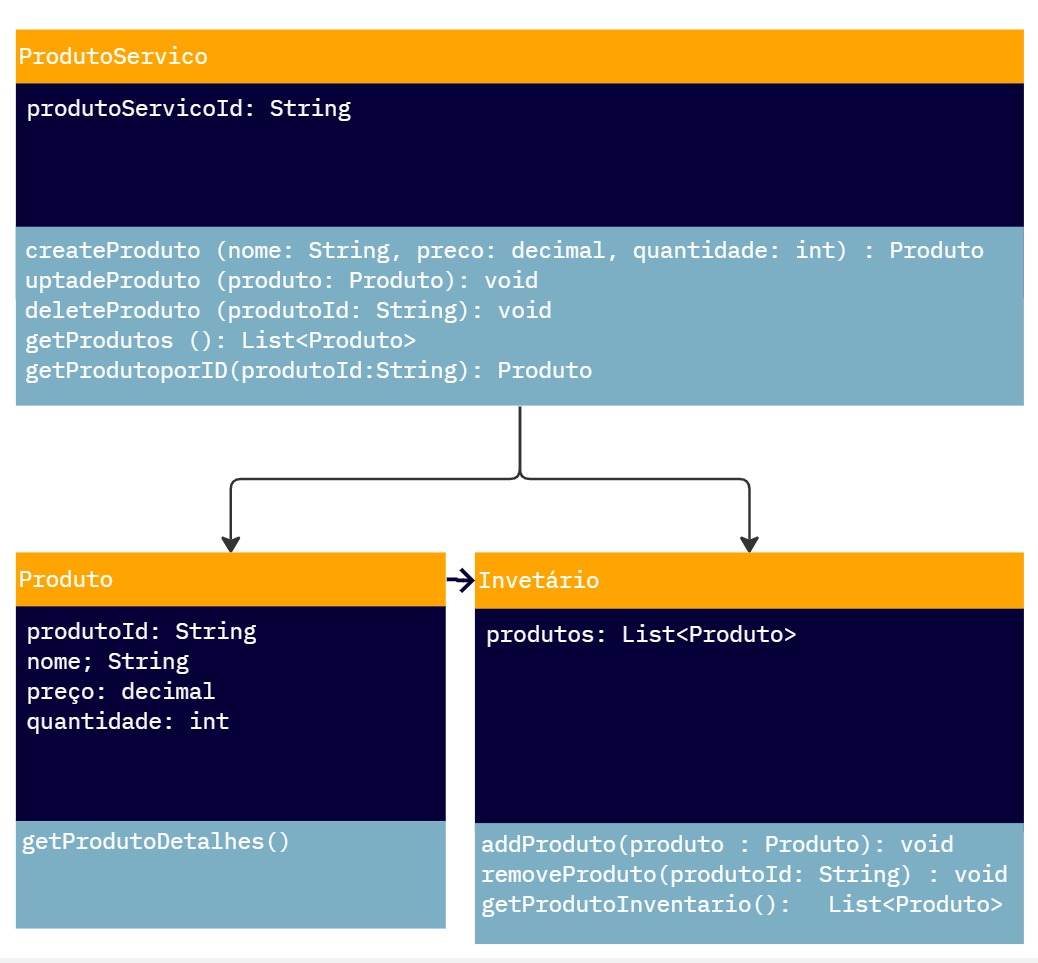 ProdutoServico
produtoServicoId: String
createProduto (nome: String, preco: decimal, quantidade: int) : Produto
uptadeProduto (produto: Produto): void
deleteProduto (produtoId: String): void
getProdutos (): List<Produto>
getProdutoporID(produtoId:String): Produto
Produto
produtoId: String
nome; String
preço: decimal
quantidade: int
getProdutoDetalhes()
Invetário
produtos: List<Produto>
addProduto(produto : Produto): void
removeProduto(produtoId: String) : void
getProdutoInventario():  List<Produto>